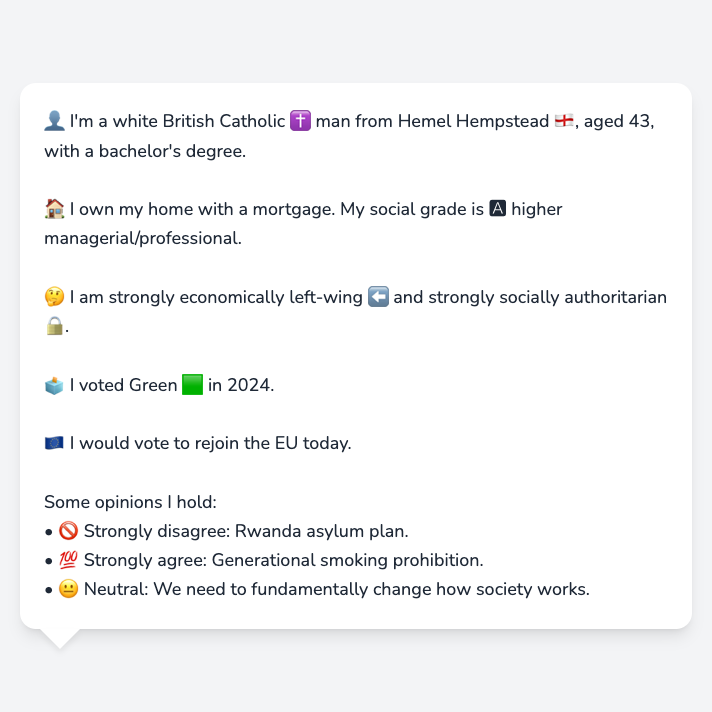 👤 I'm a white British Catholic ✝️ man from Hemel Hempstead 🏴󠁧󠁢󠁥󠁮󠁧󠁿, aged 43,
with a bachelor's degree.
🏠 I own my home with a mortgage. My social grade is 🅰 higher
managerial/professional.
🤔 I am strongly economically left-wing ⬅️ and strongly socially authoritarian
🔒.
🗳️ I voted Green 🟩 in 2024.
🇪🇺 I would vote to rejoin the EU today.
Some opinions I hold:
• 🚫 Strongly disagree: Rwanda asylum plan.
• 💯 Strongly agree: Generational smoking prohibition.
• 😐 Neutral: We need to fundamentally change how society works.